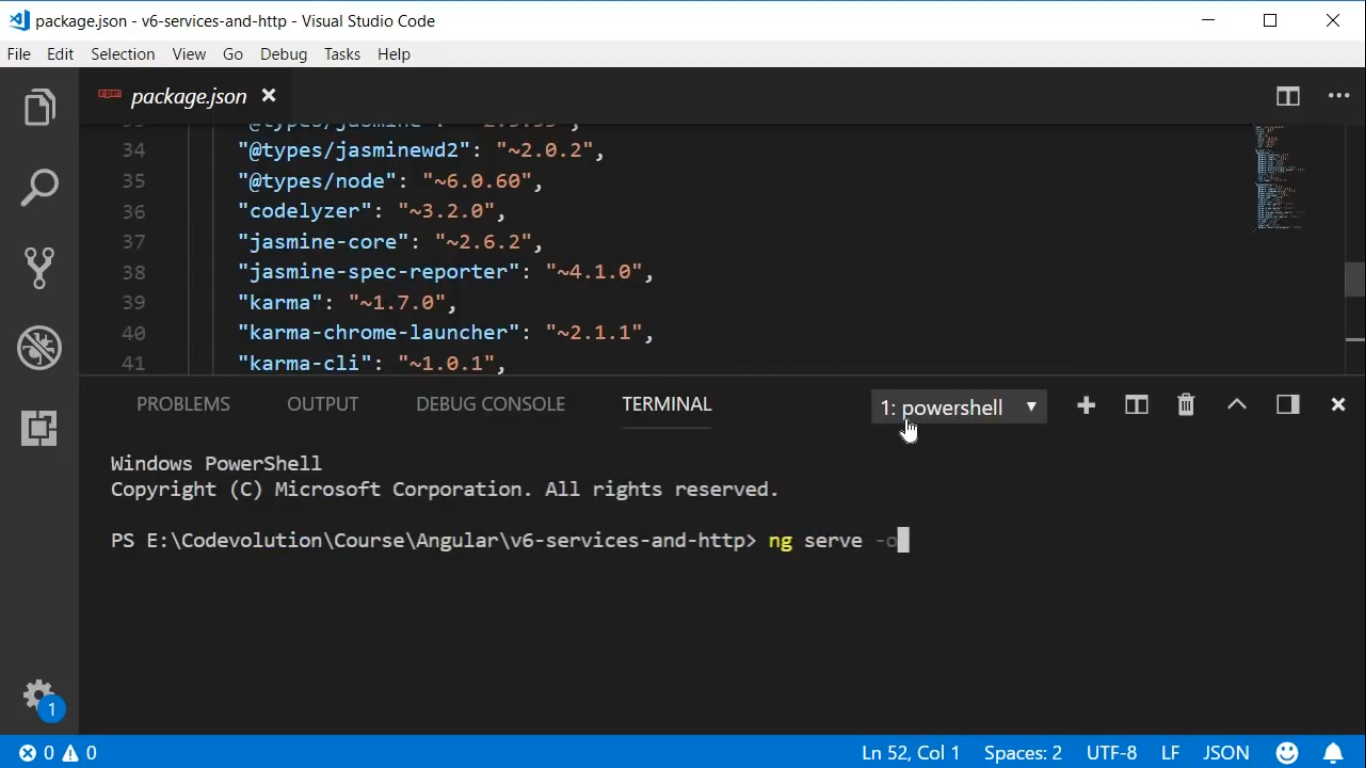 package.json - v6-services-and-http - Visual Studio Code
File Edit Selection View Go Debug Tasks Help
npm package.json
34 "@types/jasminewd2": "~2.0.2",
35 "@types/node": "~6.0.60",
36 "codelyzer": "~3.2.0",
37 "jasmine-core": "~2.6.2",
38 "jasmine-spec-reporter": "~4.1.0",
39 "karma": "~1.7.0",
40 "karma-chrome-launcher": "~2.1.1",
41 "karma-cli": "~1.0.1",
PROBLEMS OUTPUT DEBUG CONSOLE TERMINAL 1: powershell
Windows PowerShell
Copyright (C) Microsoft Corporation. All rights reserved.
PS E:\Codevolution\Course\Angular\v6-services-and-http> ng serve -o
1
0 0 Ln 52, Col 1 Spaces: 2 UTF-8 LF JSON